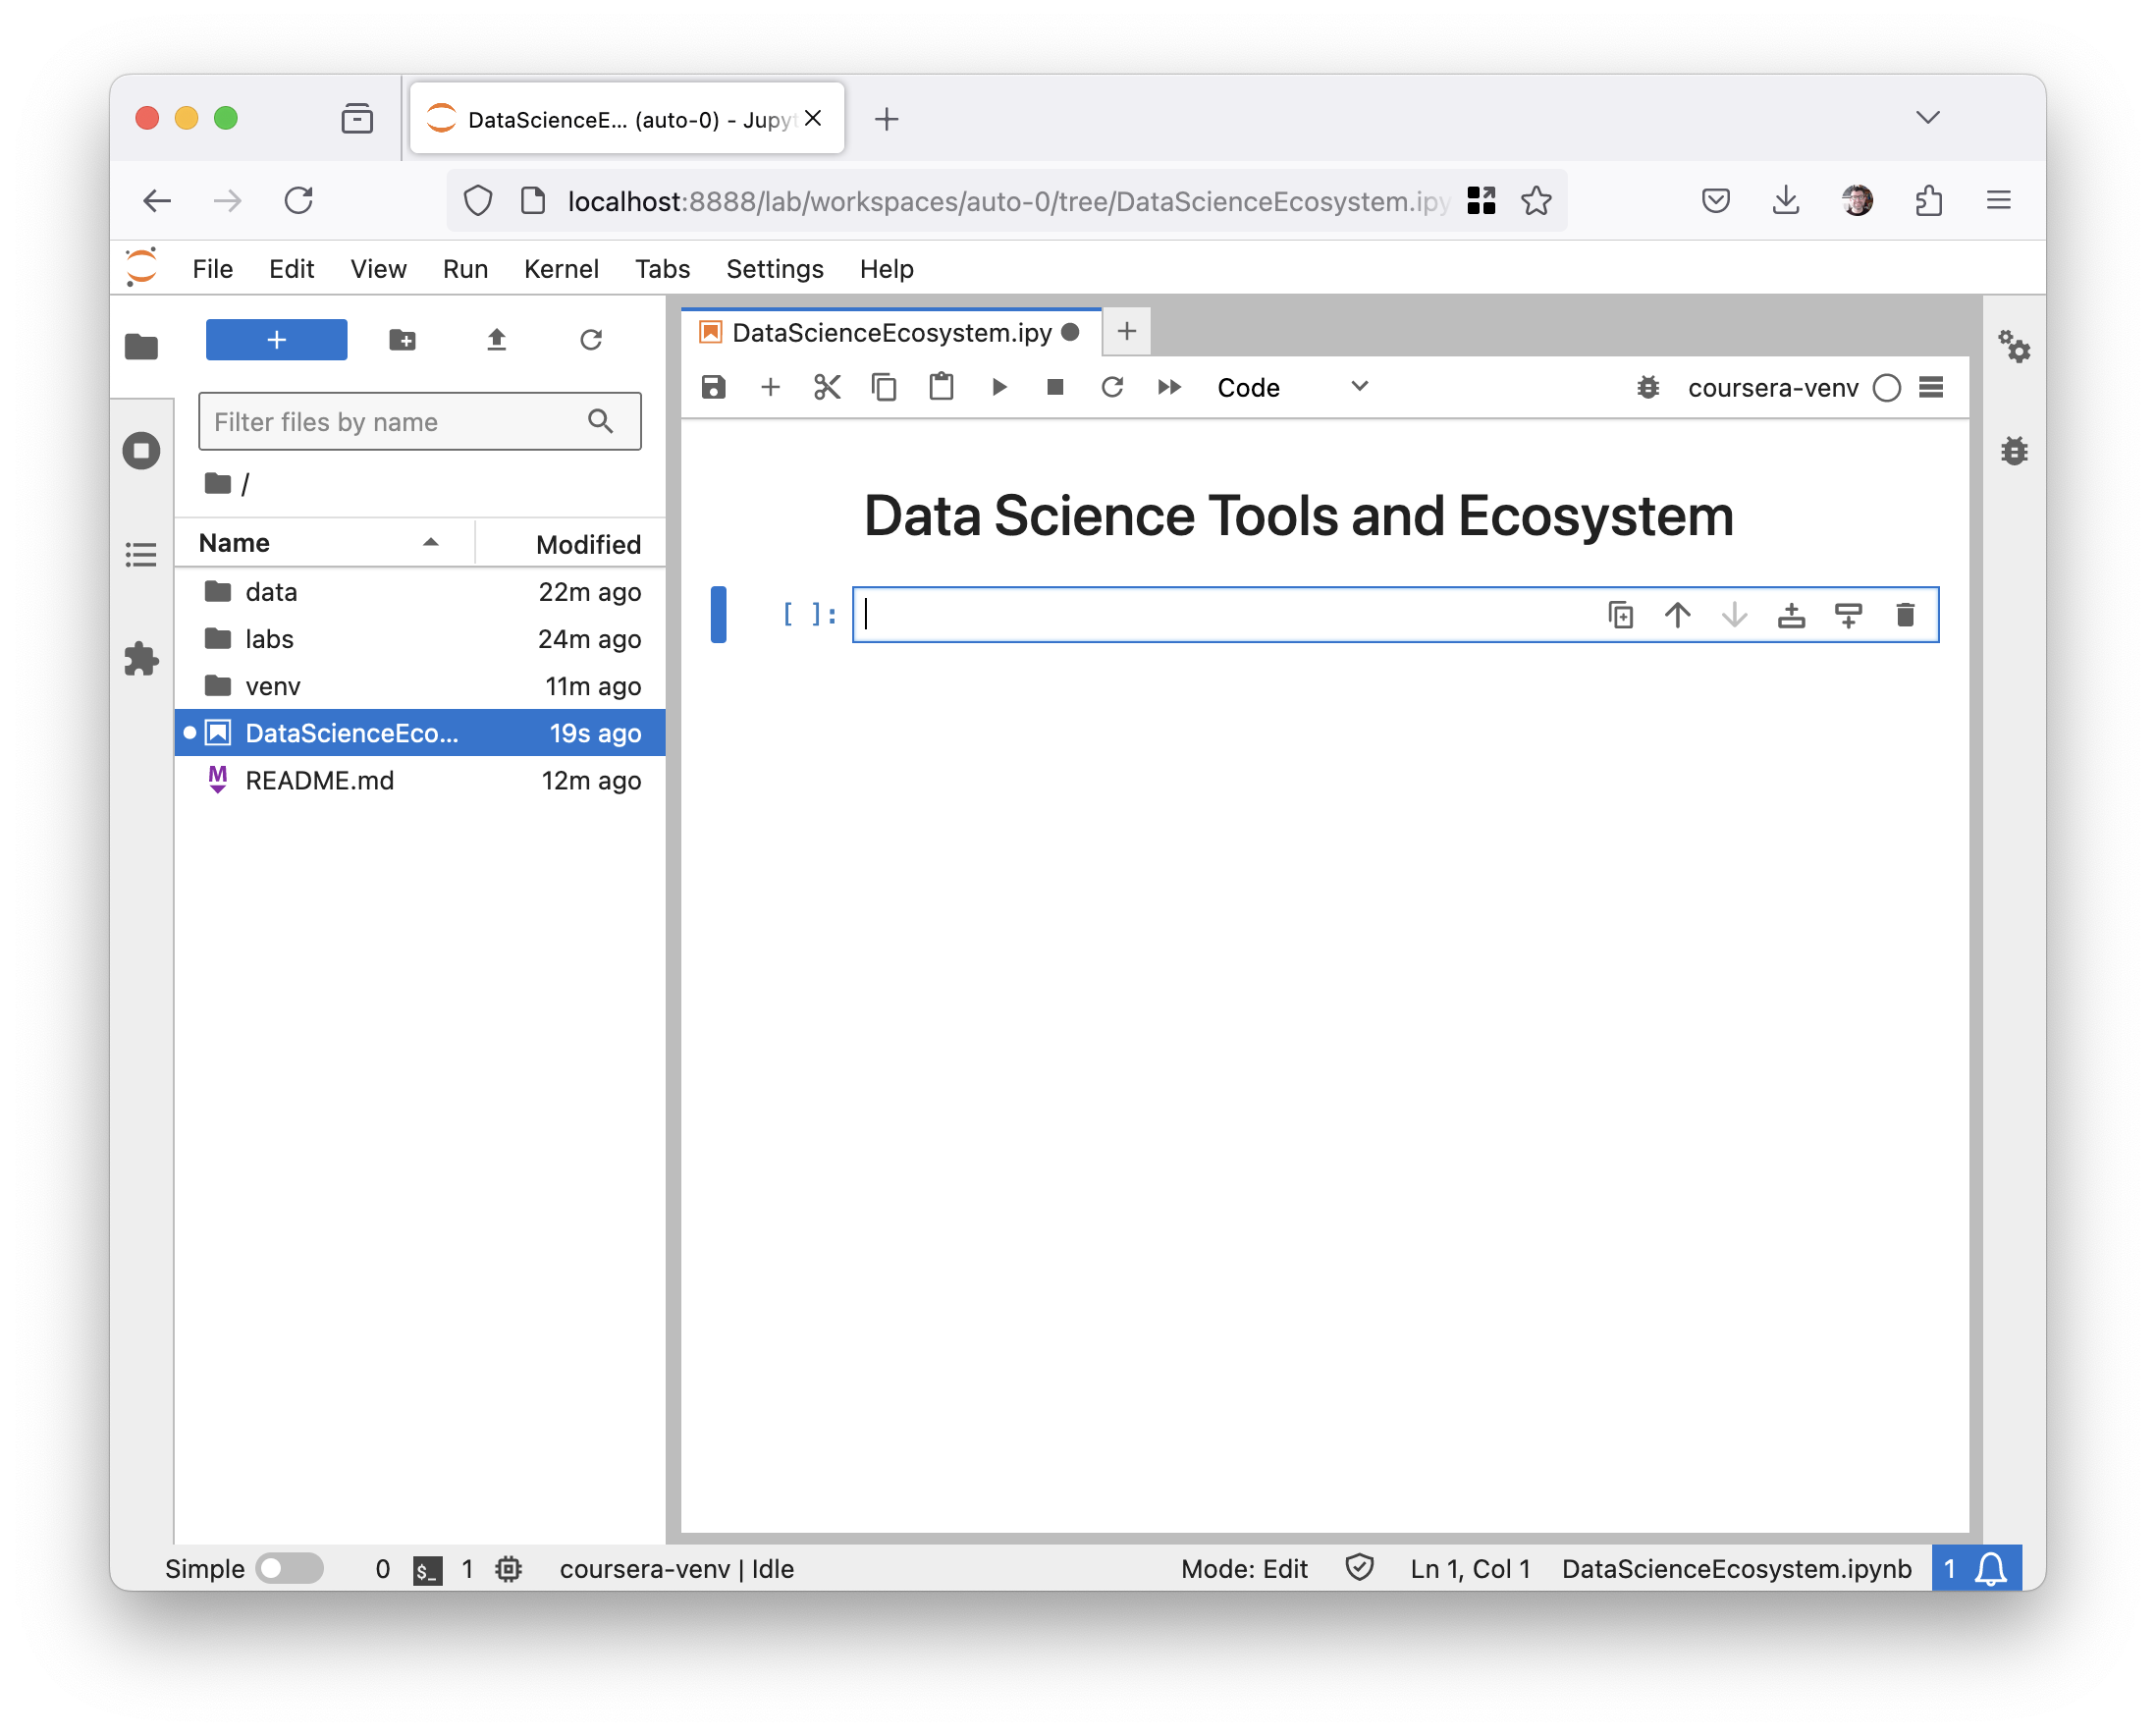 DataScienceE... (auto-0) - Jupyt
localhost:8888/lab/workspaces/auto-0/tree/DataScienceEcosystem.ipy
File Edit View Run Kernel Tabs Settings Help
Filter files by name
/
Name Modified
data 22m ago
labs 24m ago
venv 11m ago
DataScienceEco... 19s ago
README.md 12m ago
DataScienceEcosystem.ipy
Code coursera-venv
Data Science Tools and Ecosystem
[ ]:
Simple 0 $_ 1 coursera-venv | Idle Mode: Edit Ln 1, Col 1 DataScienceEcosystem.ipynb 1